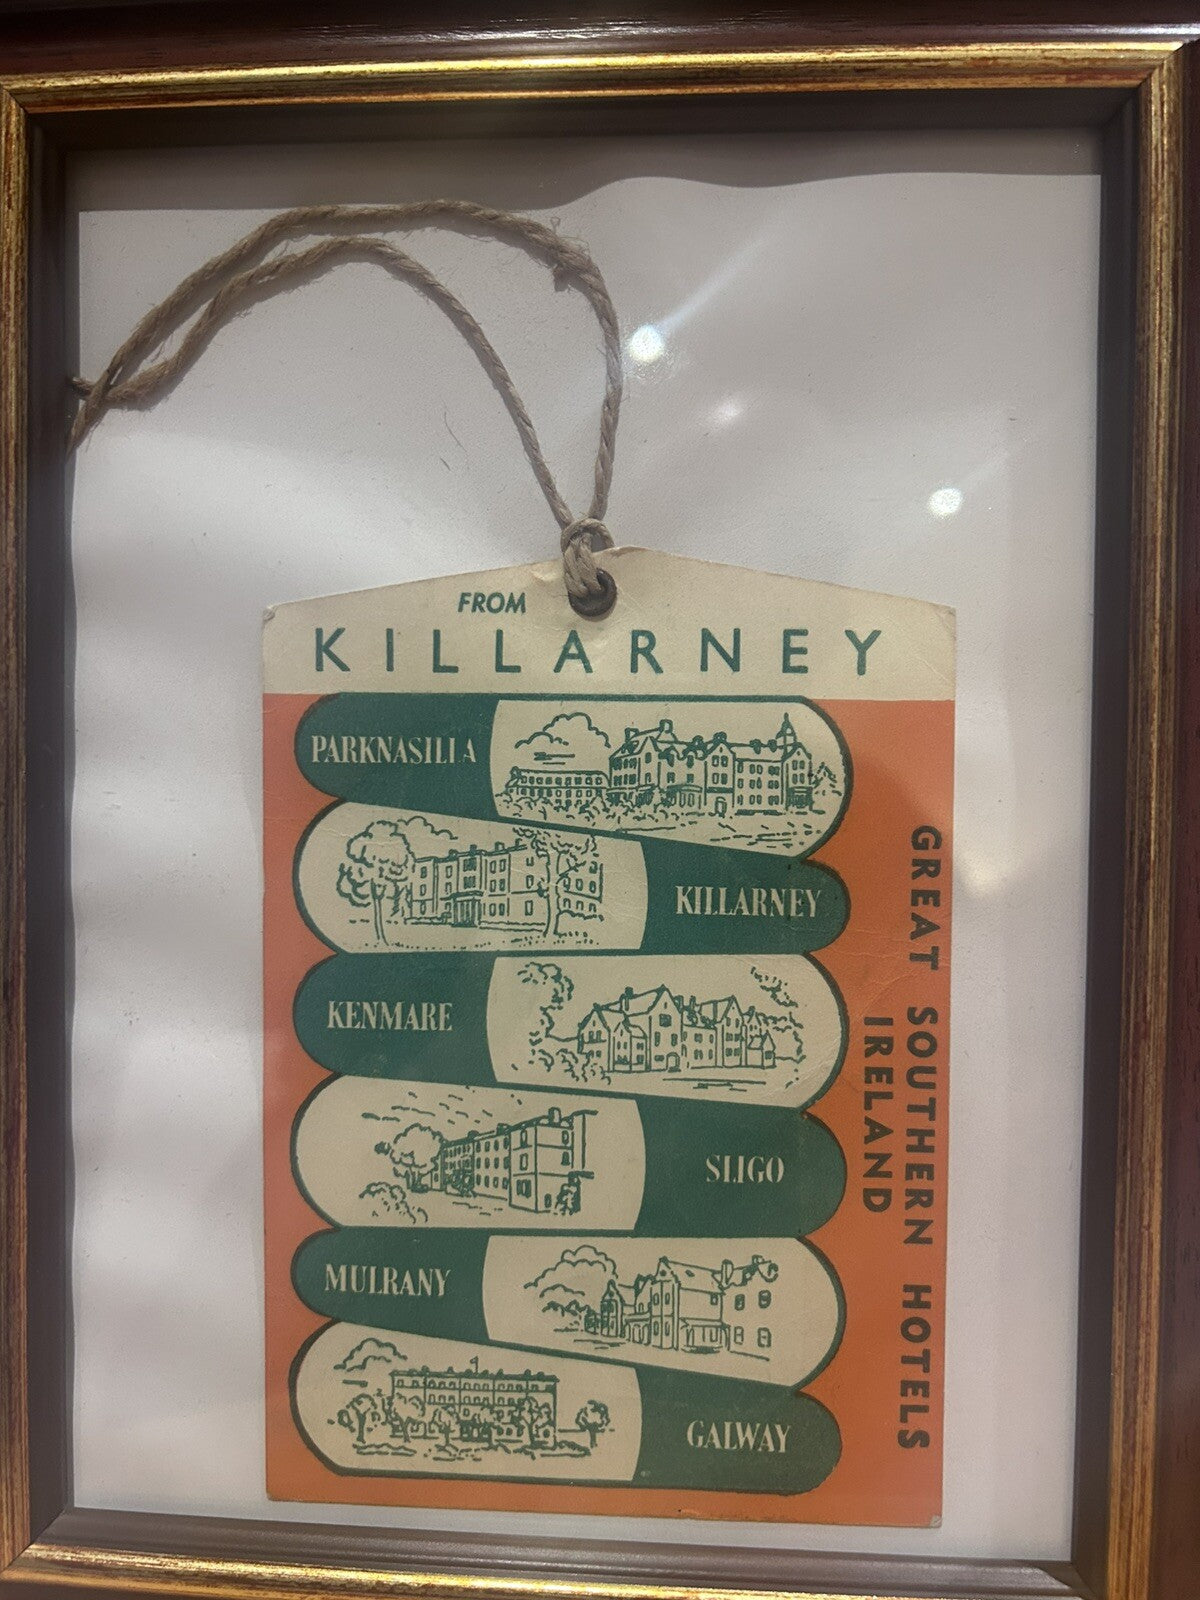 FROM
KILLARNEY
PARKNASILLA
KILLARNEY
KENMARE
SLIGO
MULRANY
GALWAY
GREAT SOUTHERN HOTELS
IRELAND